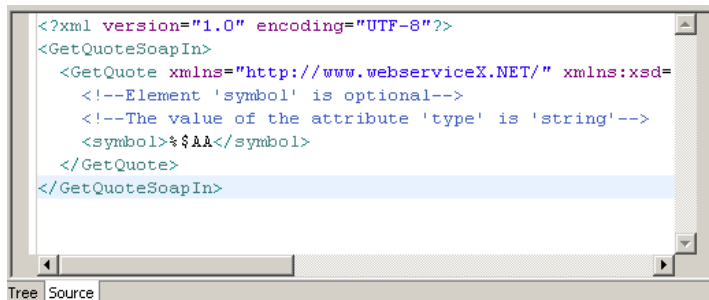 <?xml version="1.0" encoding="UTF-8"?>
<GetQuoteSoapIn>
<GetQuote xmlns="http://www.webserviceX.NET/" xmlns:xsd=
<!--Element 'symbol' is optional-->
<!--The value of the attribute 'type' is 'string'-->
<symbol>%$AA</symbol>
</GetQuote>
</GetQuoteSoapIn>
Tree Source